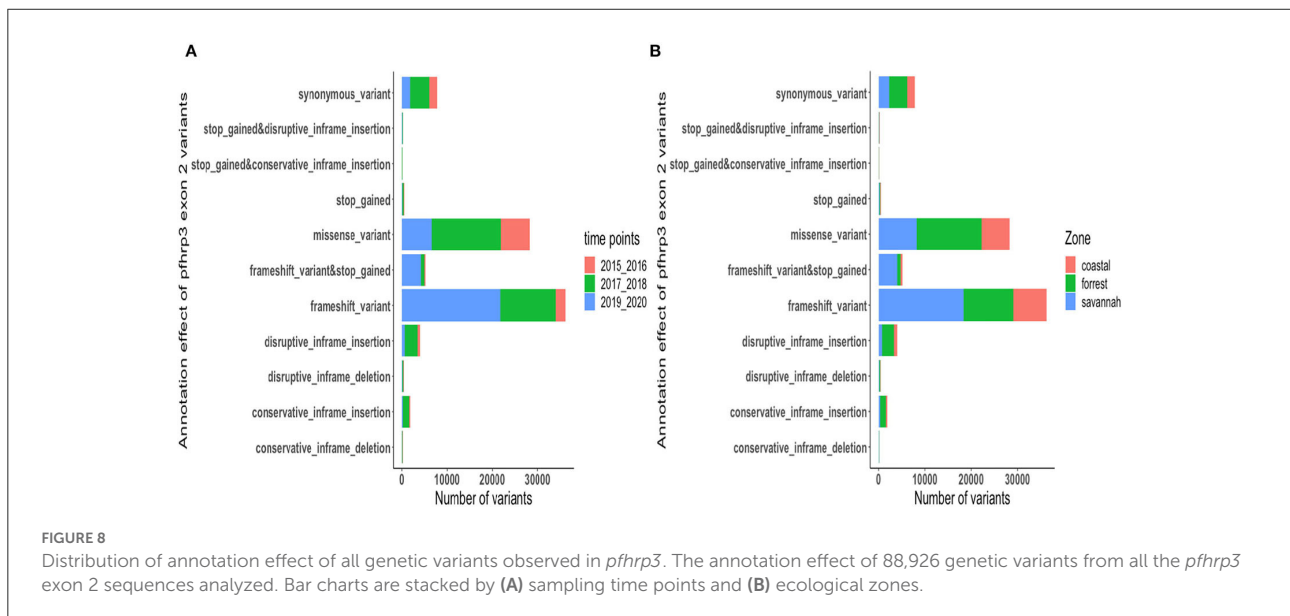 A
Annotation effect of pfhrp3 exon 2 variants
synonymous_variant
stop_gained&disruptive_inframe_insertion
stop_gained&conservative_inframe_insertion
stop_gained
missense_variant
frameshift_variant&stop_gained
frameshift_variant
disruptive_inframe_insertion
disruptive_inframe_deletion
conservative_inframe_insertion
conservative_inframe_deletion
0 10000 20000 30000
Number of variants
time points
2015_2016
2017_2018
2019_2020
B
Annotation effect of pfhrp3 exon 2 variants
synonymous_variant
stop_gained&disruptive_inframe_insertion
stop_gained&conservative_inframe_insertion
stop_gained
missense_variant
frameshift_variant&stop_gained
frameshift_variant
disruptive_inframe_insertion
disruptive_inframe_deletion
conservative_inframe_insertion
conservative_inframe_deletion
0 10000 20000 30000
Number of variants
Zone
coastal
forrest
savannah
FIGURE 8
Distribution of annotation effect of all genetic variants observed in pfhrp3. The annotation effect of 88,926 genetic variants from all the pfhrp3
exon 2 sequences analyzed. Bar charts are stacked by (A) sampling time points and (B) ecological zones.